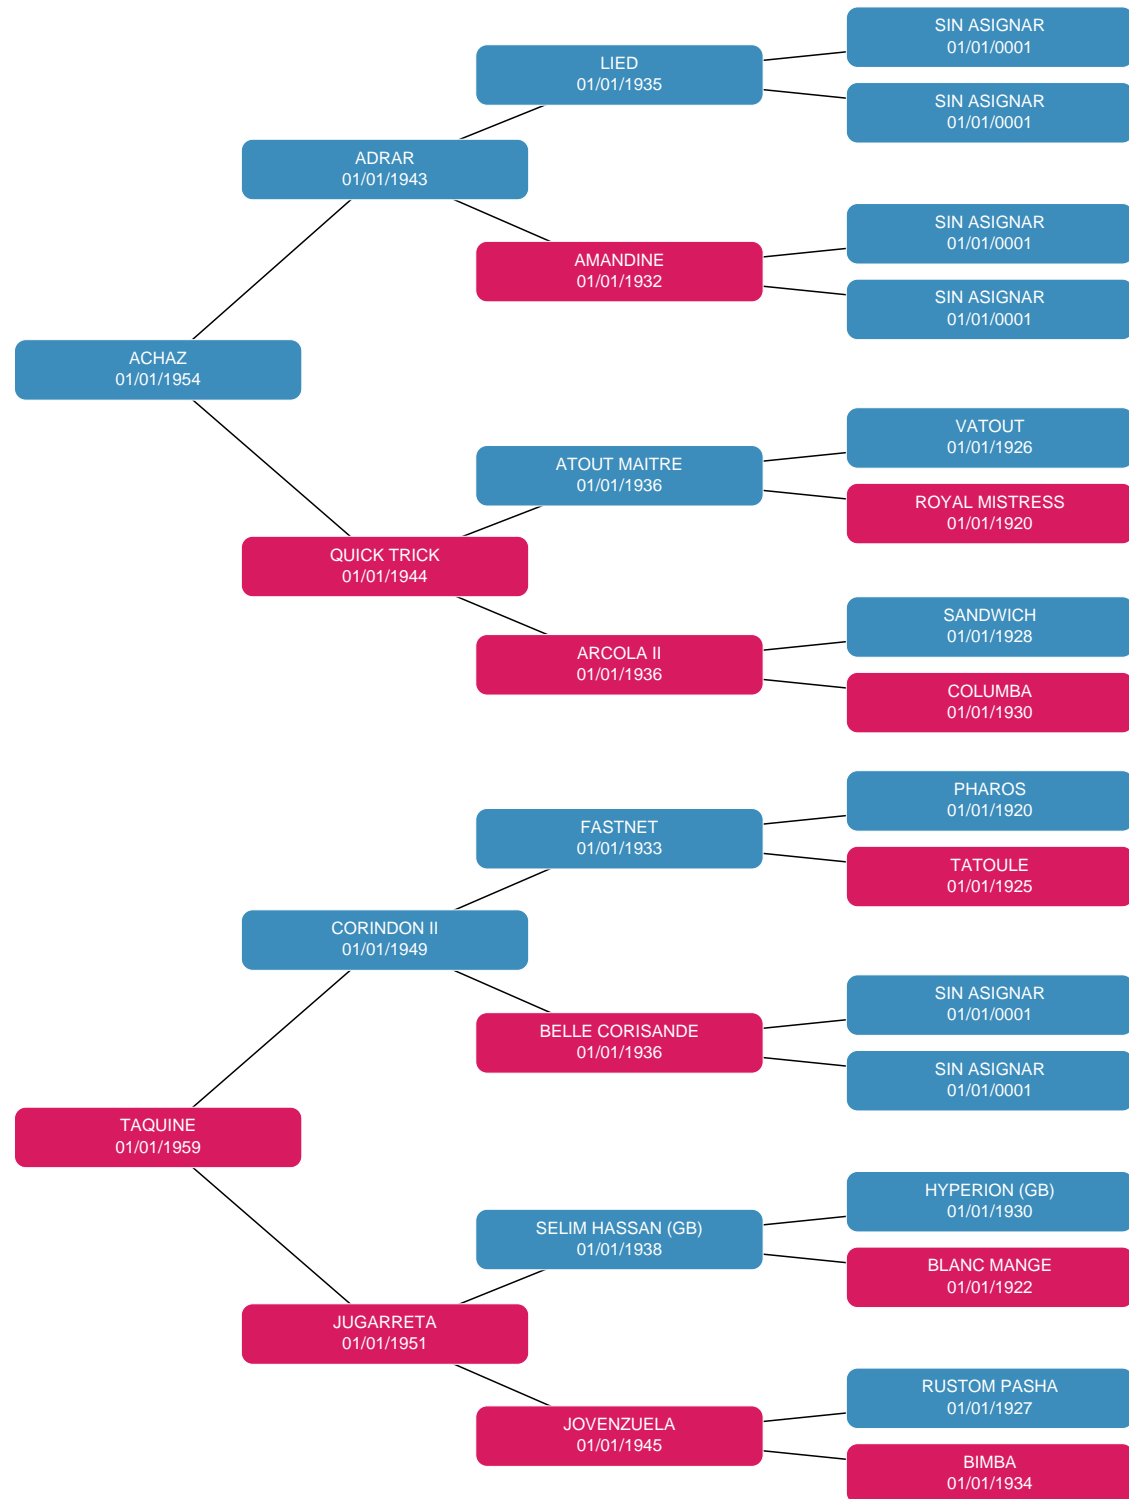 SIN ASIGNAR
01/01/0001
LIED
01/01/1935
SIN ASIGNAR
01/01/0001
ADRAR
01/01/1943
SIN ASIGNAR
01/01/0001
AMANDINE
01/01/1932
SIN ASIGNAR
01/01/0001
ACHAZ
01/01/1954
VATOUT
01/01/1926
ATOUT MAITRE
01/01/1936
ROYAL MISTRESS
01/01/1920
QUICK TRICK
01/01/1944
SANDWICH
01/01/1928
ARCOLA II
01/01/1936
COLUMBA
01/01/1930
PHAROS
01/01/1920
FASTNET
01/01/1933
TATOULE
01/01/1925
CORINDON II
01/01/1949
SIN ASIGNAR
01/01/0001
BELLE CORISANDE
01/01/1936
SIN ASIGNAR
01/01/0001
TAQUINE
01/01/1959
HYPERION (GB)
01/01/1930
SELIM HASSAN (GB)
01/01/1938
BLANC MANGE
01/01/1922
JUGARRETA
01/01/1951
RUSTOM PASHA
01/01/1927
JOVENZUELA
01/01/1945
BIMBA
01/01/1934